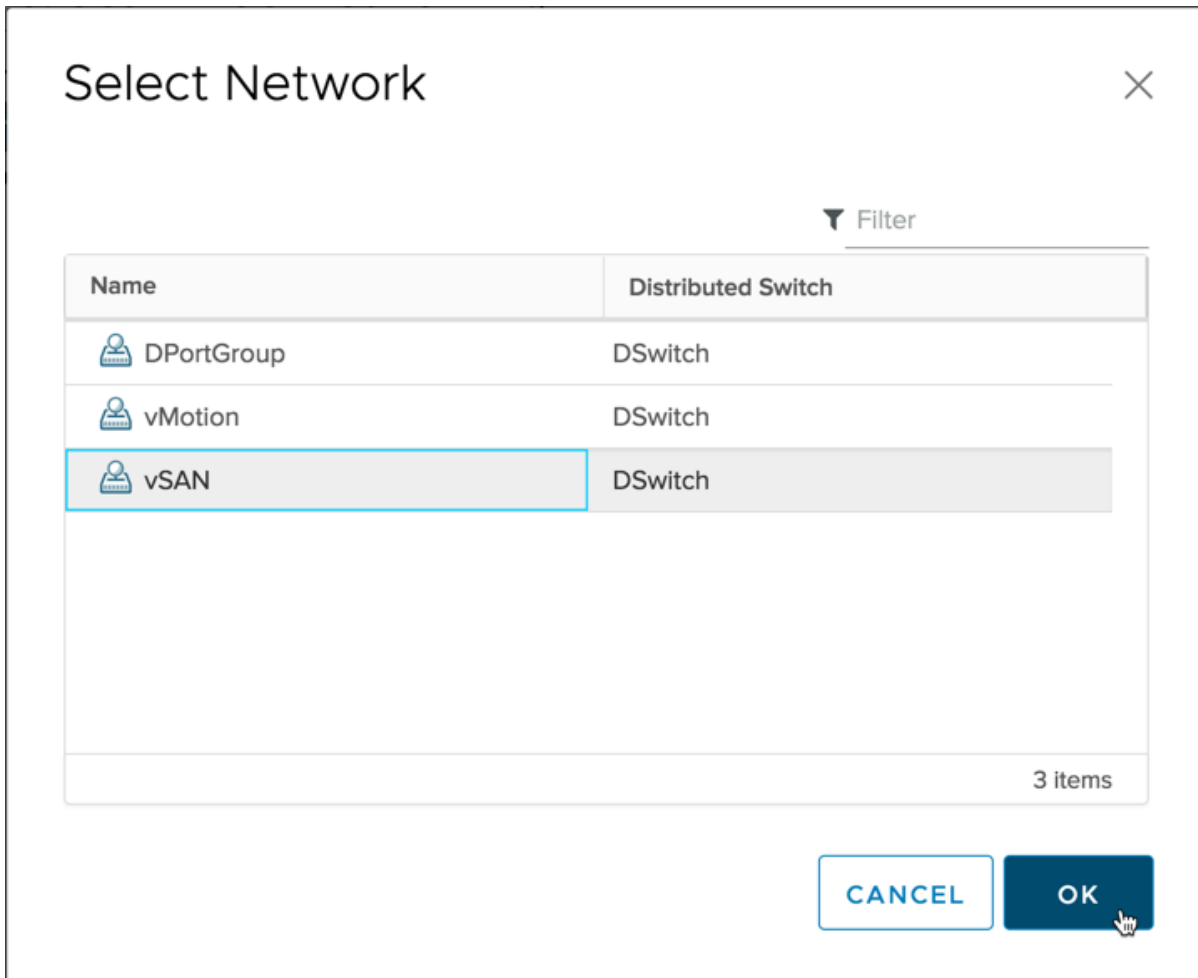 Select Network
Filter
Name Distributed Switch
DPortGroup DSwitch
vMotion DSwitch
vSAN DSwitch
3 items
CANCEL OK